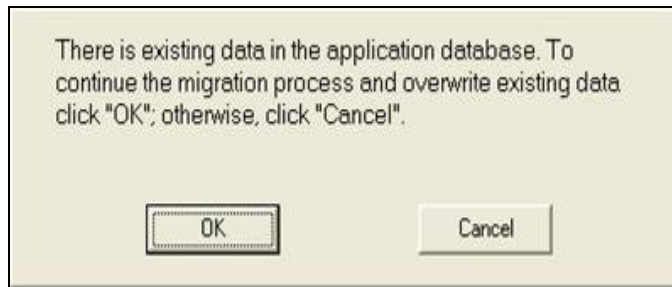 There is existing data in the application database. To
continue the migration process and overwrite existing data
click "OK"; otherwise, click "Cancel".
OK
Cancel